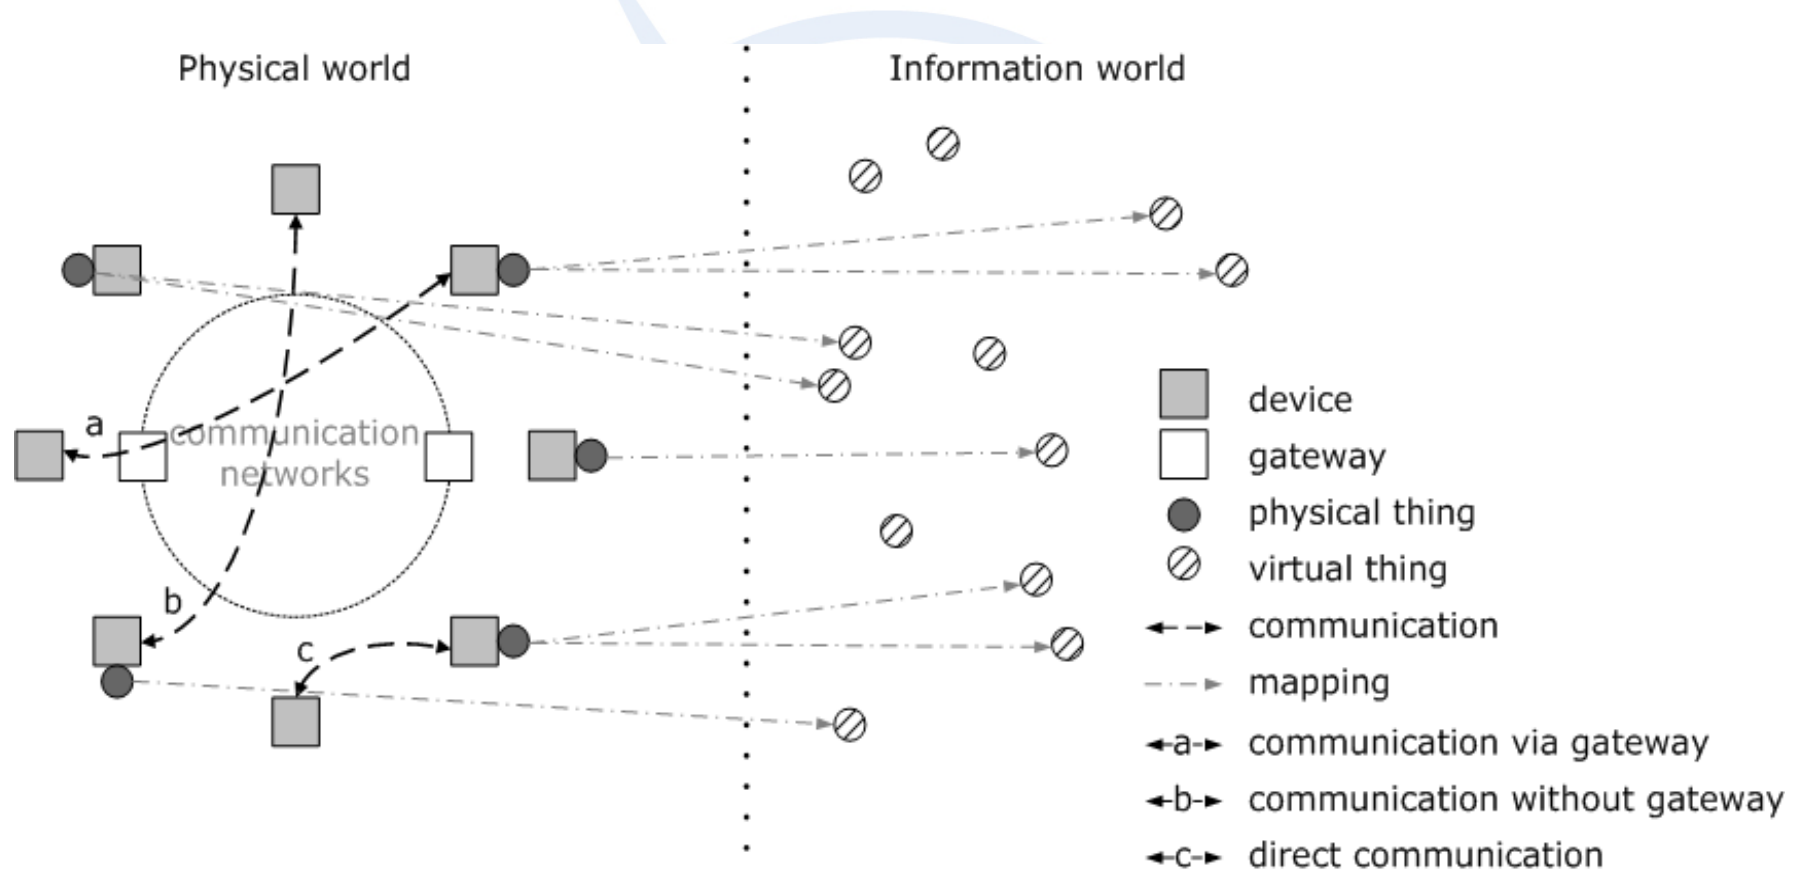 Physical world
Information world
a
communication
networks
b
c
device
gateway
physical thing
virtual thing
communication
mapping
a communication via gateway
b communication without gateway
c direct communication